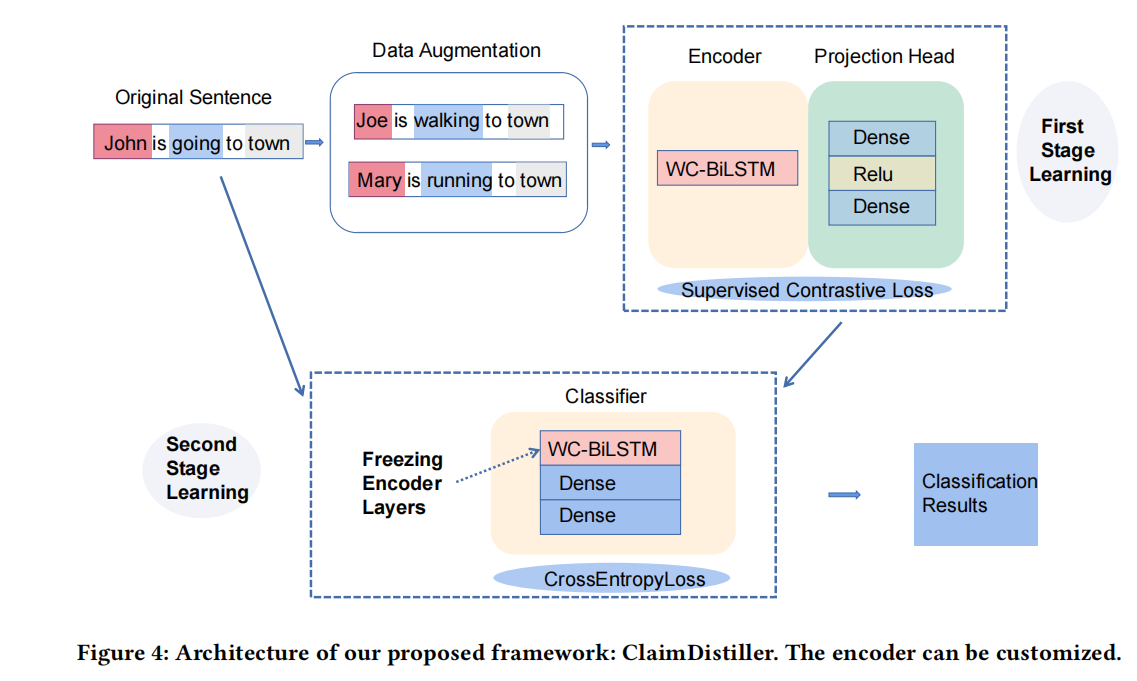 Original Sentence
John is going to town
Data Augmentation
Joe is walking to town
Mary is running to town
Encoder
WC-BiLSTM
Projection Head
Dense
Relu
Dense
Supervised Contrastive Loss
First
Stage
Learning
Second
Stage
Learning
Freezing
Encoder
Layers
Classifier
WC-BiLSTM
Dense
Dense
CrossEntropyLoss
Classification
Results
Figure 4: Architecture of our proposed framework: ClaimDistiller. The encoder can be customized.